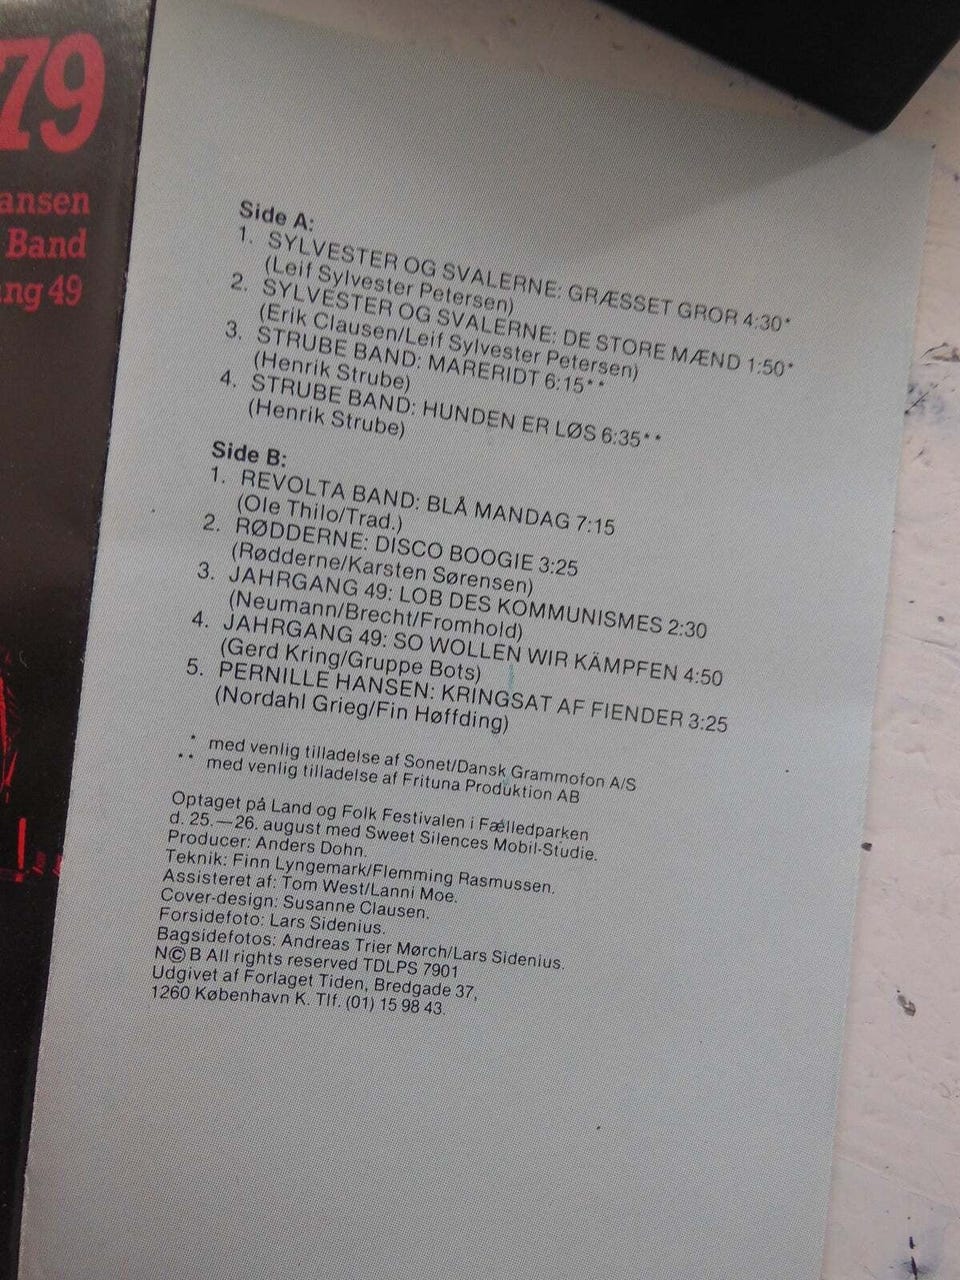 79
ansen
Band
ng 49
Side A:
1. SYLVESTER OG SVALERNE: GRÆSSET GROR 4:30*
(Leif Sylvester Petersen)
2. SYLVESTER OG SVALERNE: DE STORE MÆND 1:50*
(Erik Clausen/Leif Sylvester Petersen)
3. STRUBE BAND: MARERIDT 6:15**
(Henrik Strube)
4. STRUBE BAND: HUNDEN ER LØS 6:35**
(Henrik Strube)
Side B:
1. REVOLTA BAND: BLÅ MANDAG 7:15
(Ole Thilo/Trad.)
2. RØDDERNE: DISCO BOOGIE 3:25
(Rødderne/Karsten Sørensen)
3. JAHRGANG 49: LOB DES KOMMUNISMES 2:30
(Neumann/Brecht/Fromhold)
4. JAHRGANG 49: SO WOLLEN WIR KÄMPFEN 4:50
(Gerd Kring/Gruppe Bots)
5. PERNILLE HANSEN: KRINGSAT AF FIENDER 3:25
(Nordahl Grieg/Fin Høffding)
* med venlig tilladelse af Sonet/Dansk Grammofon A/S
** med venlig tilladelse af Frituna Produktion AB
Optaget på Land og Folk Festivalen i Fælledparken
d. 25.—26. august med Sweet Silences Mobil-Studie.
Producer: Anders Dohn.
Teknik: Finn Lyngemark/Flemming Rasmussen.
Assisteret af: Tom West/Lanni Moe.
Cover-design: Susanne Clausen.
Forsidefoto: Lars Sidenius.
Bagsidefotos: Andreas Trier Mørch/Lars Sidenius.
N©B All rights reserved TDLPS 7901
Udgivet af Forlaget Tiden, Bredgade 37,
1260 København K. Tlf. (01) 15 98 43.